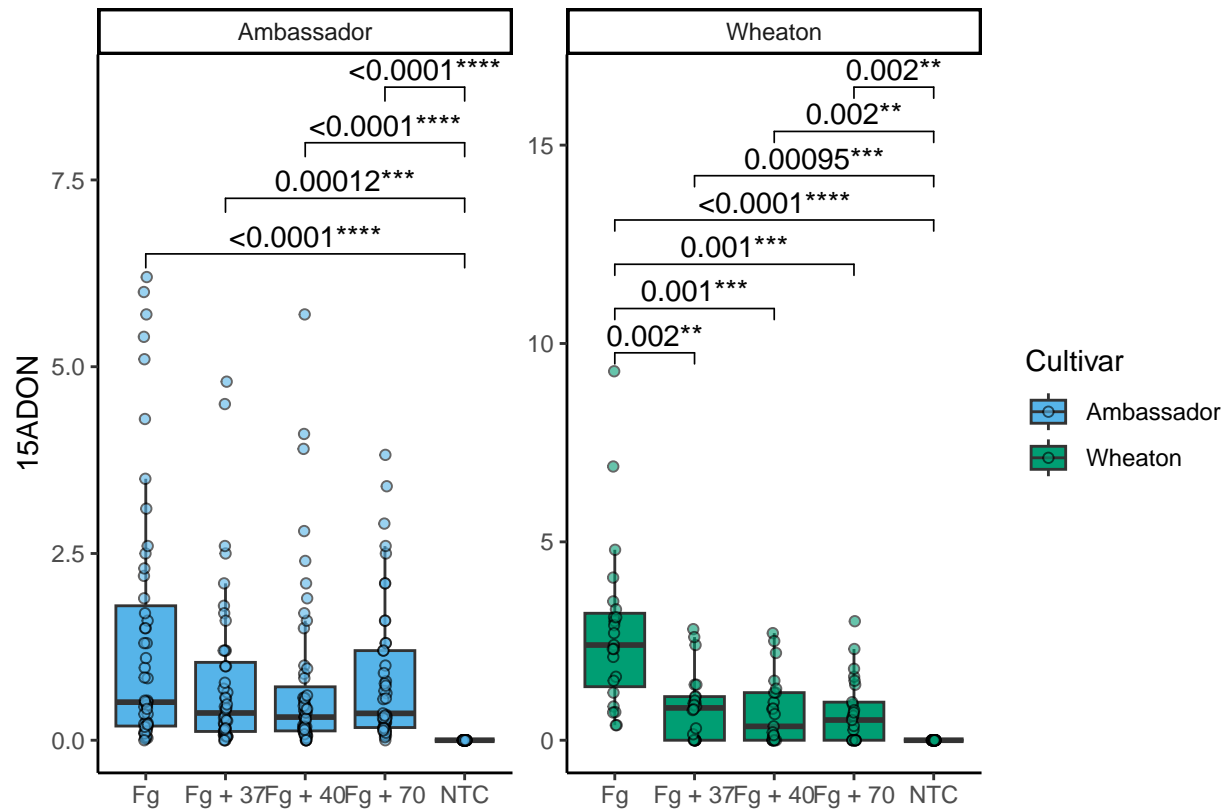 Ambassador
Wheaton
<0.0001****
<0.0001****
0.00012***
<0.0001****
0.002**
0.002**
0.00095***
<0.0001****
0.001***
0.001***
0.002**
15ADON
7.5
5.0
2.5
0.0
15
10
5
0
Fg Fg + 37 Fg + 40 Fg + 70 NTC
Fg Fg + 37 Fg + 40 Fg + 70 NTC
Cultivar
Ambassador
Wheaton